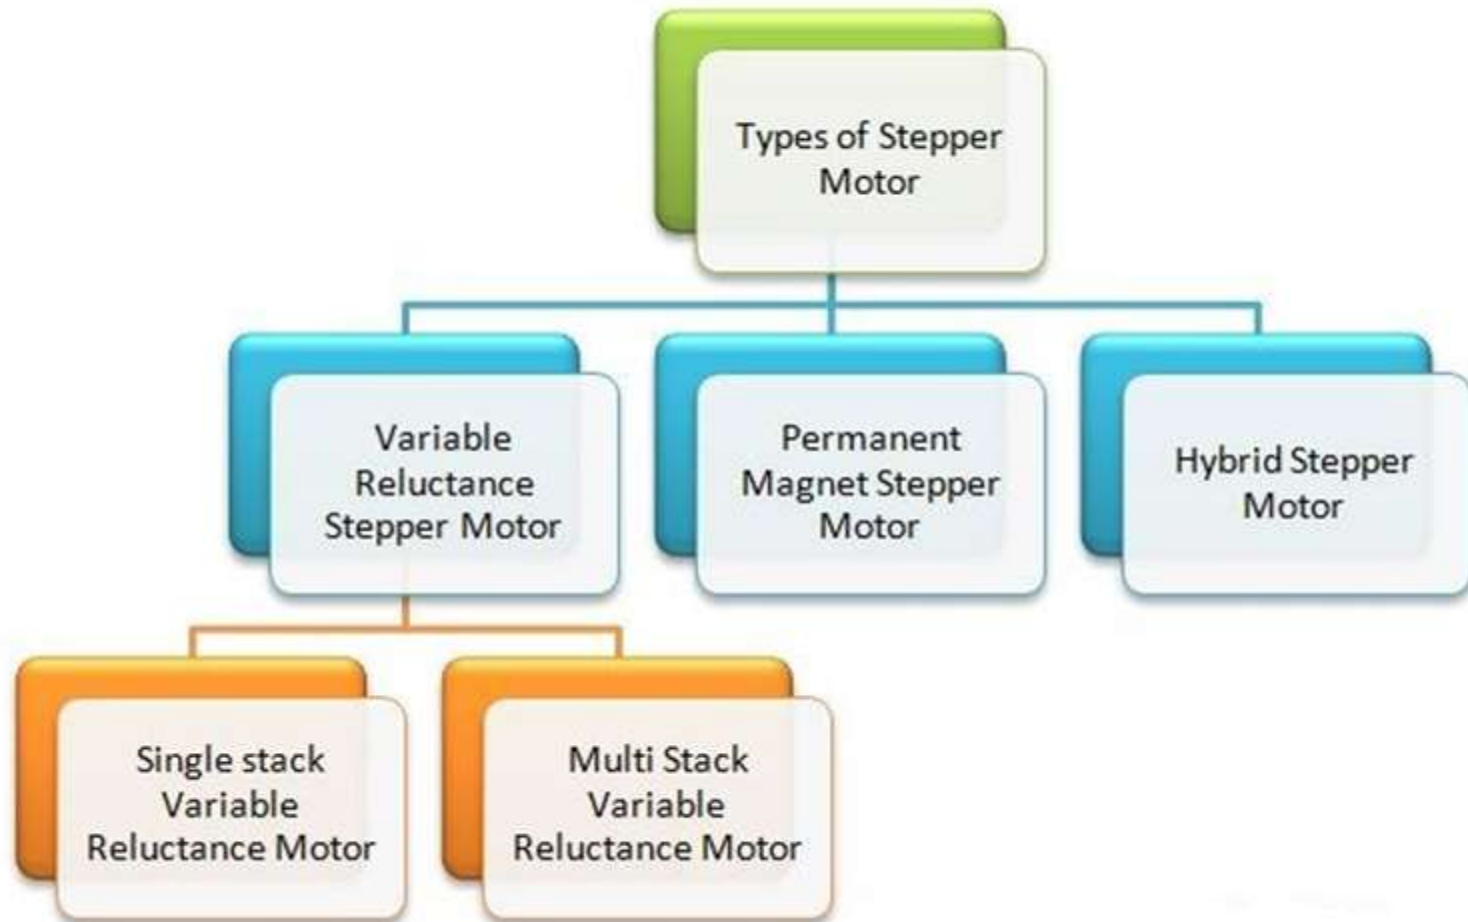 Types of Stepper
Motor
Variable
Reluctance
Stepper Motor
Permanent
Magnet Stepper
Motor
Hybrid Stepper
Motor
Single stack
Variable
Reluctance Motor
Multi Stack
Variable
Reluctance Motor